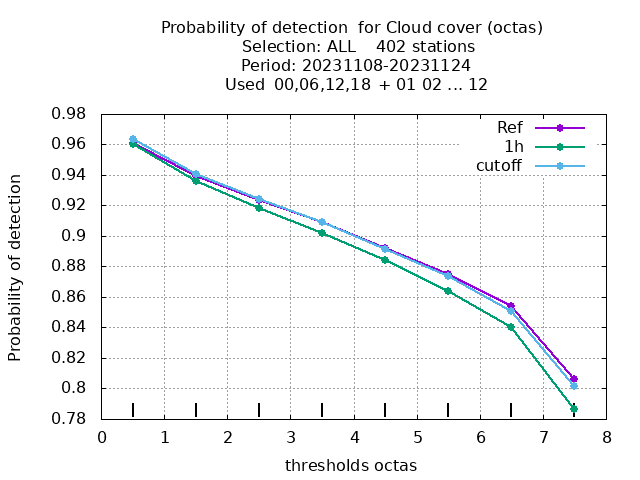 Probability of detection  for Cloud cover (octas)
Selection: ALL    402 stations
Period: 20231108-20231124
Used  00,06,12,18  + 01 02 ... 12
Ref
1h
cutoff
Probability of detection
0.98
0.96
0.94
0.92
0.9
0.88
0.86
0.84
0.82
0.8
0.78
0 1 2 3 4 5 6 7 8
thresholds octas